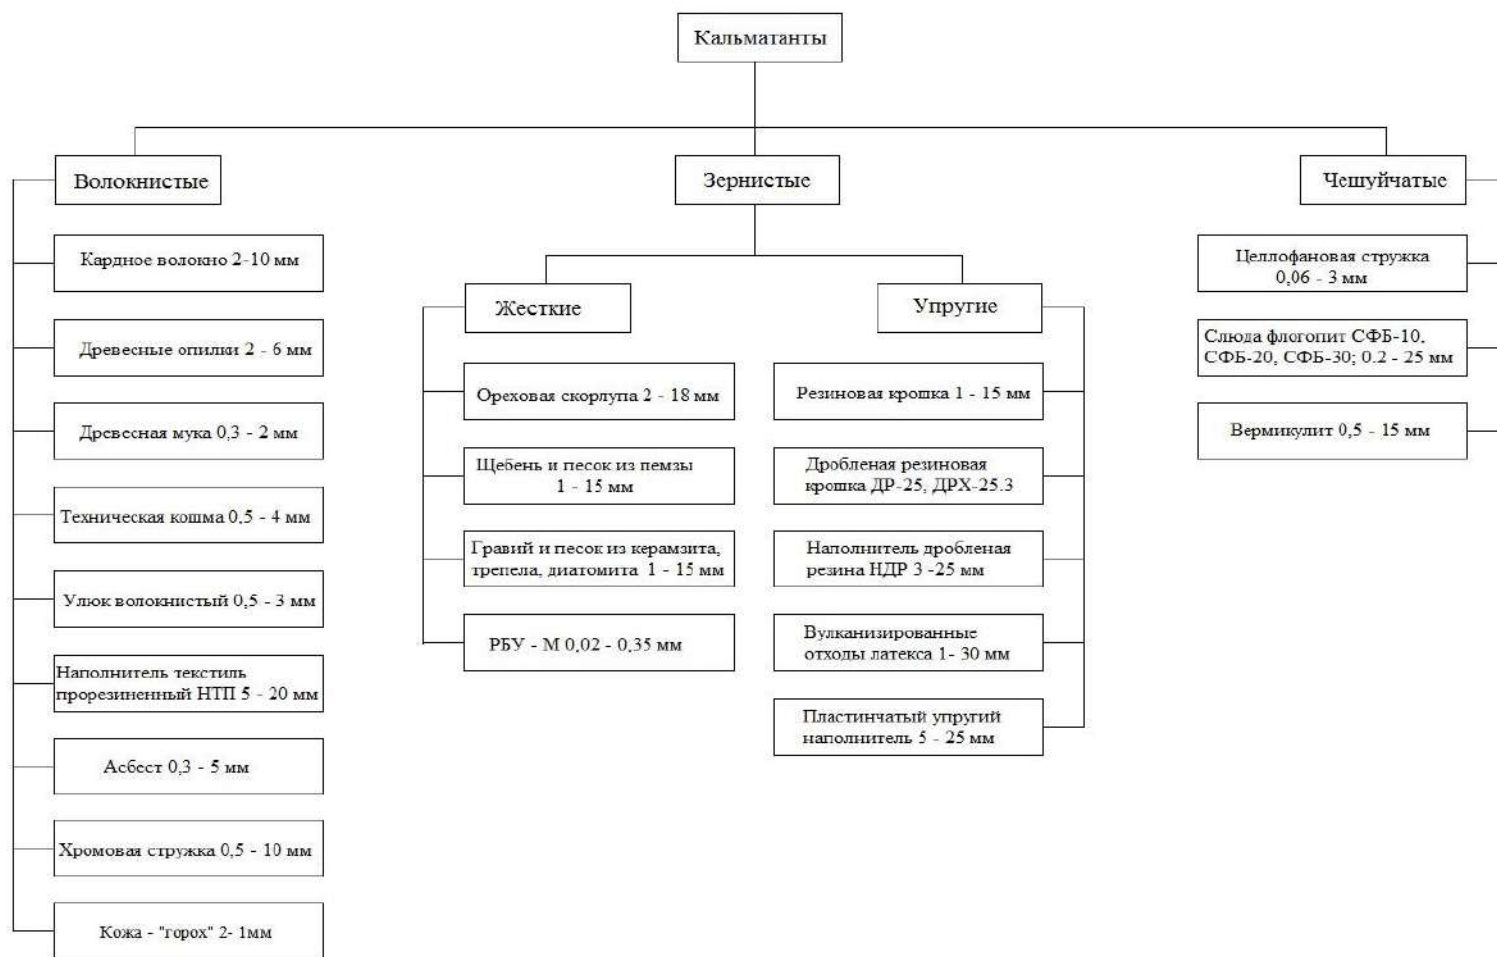 Кальматанты
Волокнистые
Кардное волокно 2-10 мм
Древесные опилки 2 - 6 мм
Древесная мука 0,3 - 2 мм
Техническая кошма 0,5 - 4 мм
Улюк волокнистый 0,5 - 3 мм
Наполнитель текстиль
прорезиненный НТП 5 - 20 мм
Асбест 0,3 - 5 мм
Хромовая стружка 0,5 - 10 мм
Кожа - "горох" 2- 1мм
Зернистые
Жесткие
Ореховая скорлупа 2 - 18 мм
Щебень и песок из пемзы
1 - 15 мм
Гравий и песок из керамзита,
трепела, диатомита 1 - 15 мм
РБУ - М 0,02 - 0,35 мм
Упругие
Резиновая крошка 1 - 15 мм
Дробленая резиновая
крошка ДР-25, ДРХ-25.3
Наполнитель дробленая
резина НДР 3 -25 мм
Вулканизированные
отходы латекса 1- 30 мм
Пластинчатый упругий
наполнитель 5 - 25 мм
Чешуйчатые
Целлофановая стружка
0,06 - 3 мм
Слюда флогопит СФБ-10,
СФБ-20, СФБ-30; 0.2 - 25 мм
Вермикулит 0,5 - 15 мм